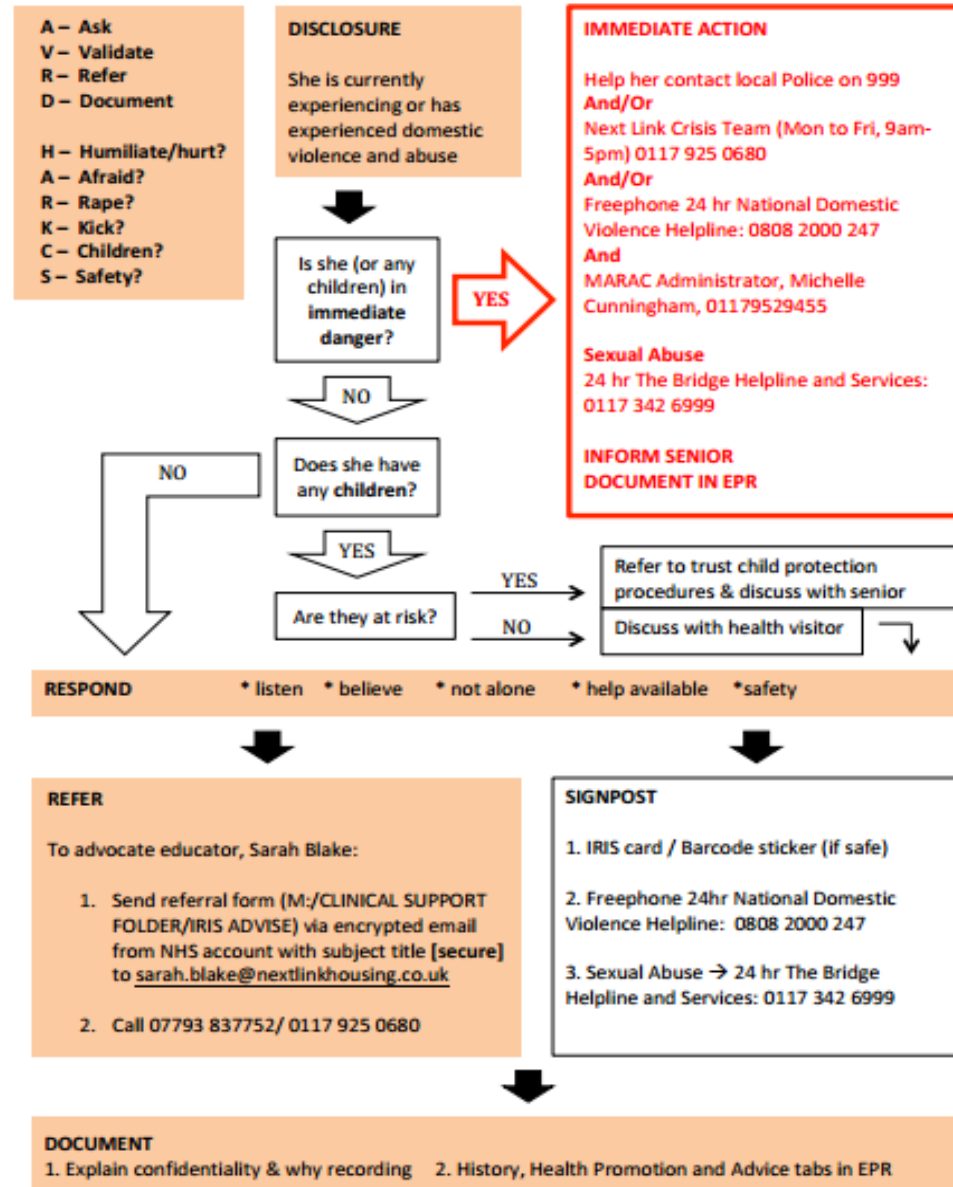 A – Ask
V – Validate
R – Refer
D – Document
H – Humiliate/hurt?
A – Afraid?
R – Rape?
K – Kick?
C – Children?
S – Safety?
DISCLOSURE
She is currently
experiencing or has
experienced domestic
violence and abuse
IMMEDIATE ACTION
Help her contact local Police on 999
And/Or
Next Link Crisis Team (Mon to Fri, 9am-
5pm) 0117 925 0680
And/Or
Freephone 24 hr National Domestic
Violence Helpline: 0808 2000 247
And
MARAC Administrator, Michelle
Cunningham, 01179529455
Sexual Abuse
24 hr The Bridge Helpline and Services:
0117 342 6999
INFORM SENIOR
DOCUMENT IN EPR
Is she (or any
children) in
immediate
danger?
YES
NO
Does she have
any children?
NO
YES
Are they at risk?
YES
Refer to trust child protection
procedures & discuss with senior
NO
Discuss with health visitor
RESPOND * listen * believe * not alone * help available *safety
REFER
To advocate educator, Sarah Blake:
1. Send referral form (M:/CLINICAL SUPPORT
FOLDER/IRIS ADVISE) via encrypted email
from NHS account with subject title [secure]
to sarah.blake@nextlinkhousing.co.uk
2. Call 07793 837752/ 0117 925 0680
SIGNPOST
1. IRIS card / Barcode sticker (if safe)
2. Freephone 24hr National Domestic
Violence Helpline: 0808 2000 247
3. Sexual Abuse → 24 hr The Bridge
Helpline and Services: 0117 342 6999
DOCUMENT
1. Explain confidentiality & why recording 2. History, Health Promotion and Advice tabs in EPR